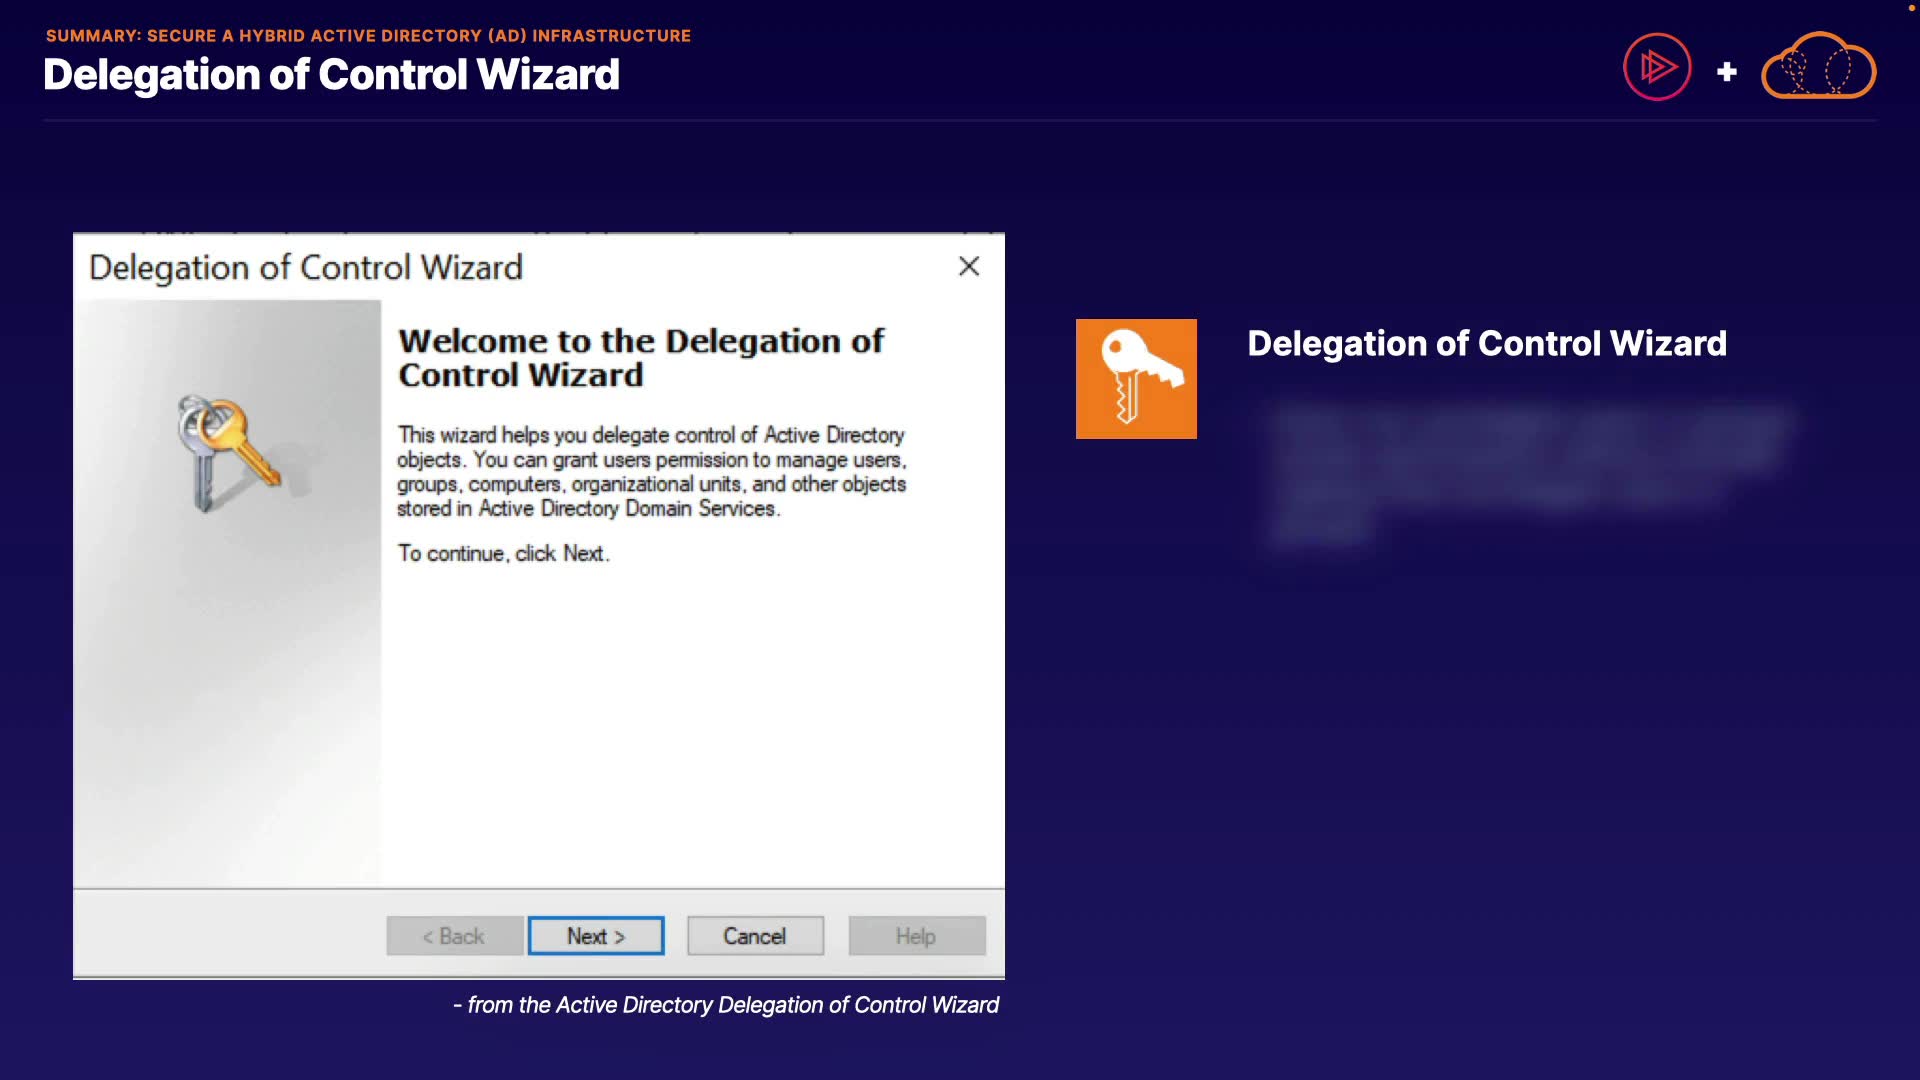 SUMMARY: SECURE A HYBRID ACTIVE DIRECTORY (AD) INFRASTRUCTURE
Delegation of Control Wizard
Delegation of Control Wizard
Welcome to the Delegation of
Control Wizard
This wizard helps you delegate control of Active Directory
objects. You can grant users permission to manage users,
groups, computers, organizational units, and other objects
stored in Active Directory Domain Services.
To continue, click Next.
< Back
Next >
Cancel
Help
- from the Active Directory Delegation of Control Wizard
Delegation of Control Wizard